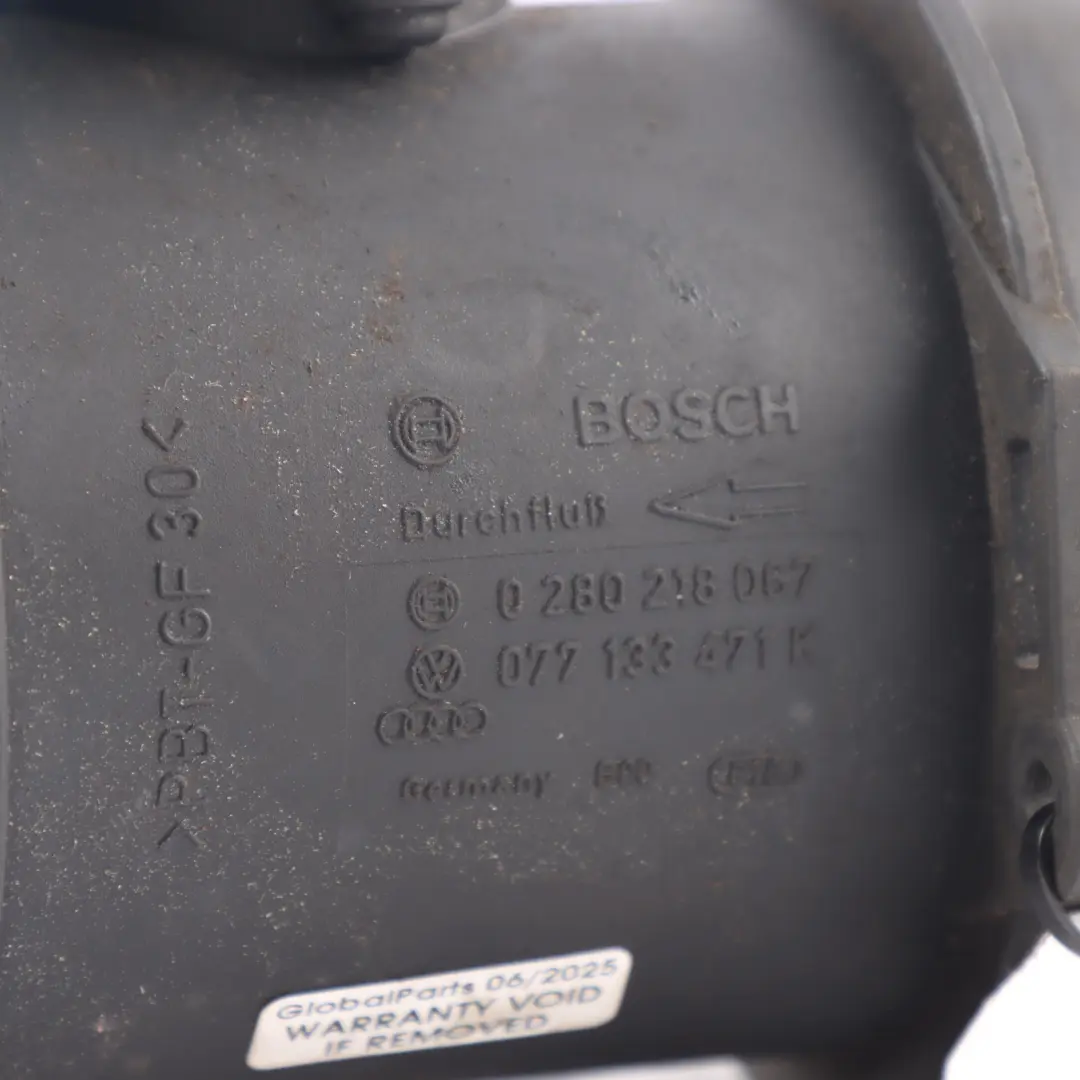 BOSCH
Durchfluß
0 280 218 067
077 133 471 K
Germany
>PBT-GF 30<
GlobalParts 06/2025
WARRANTY VOID
IF REMOVED